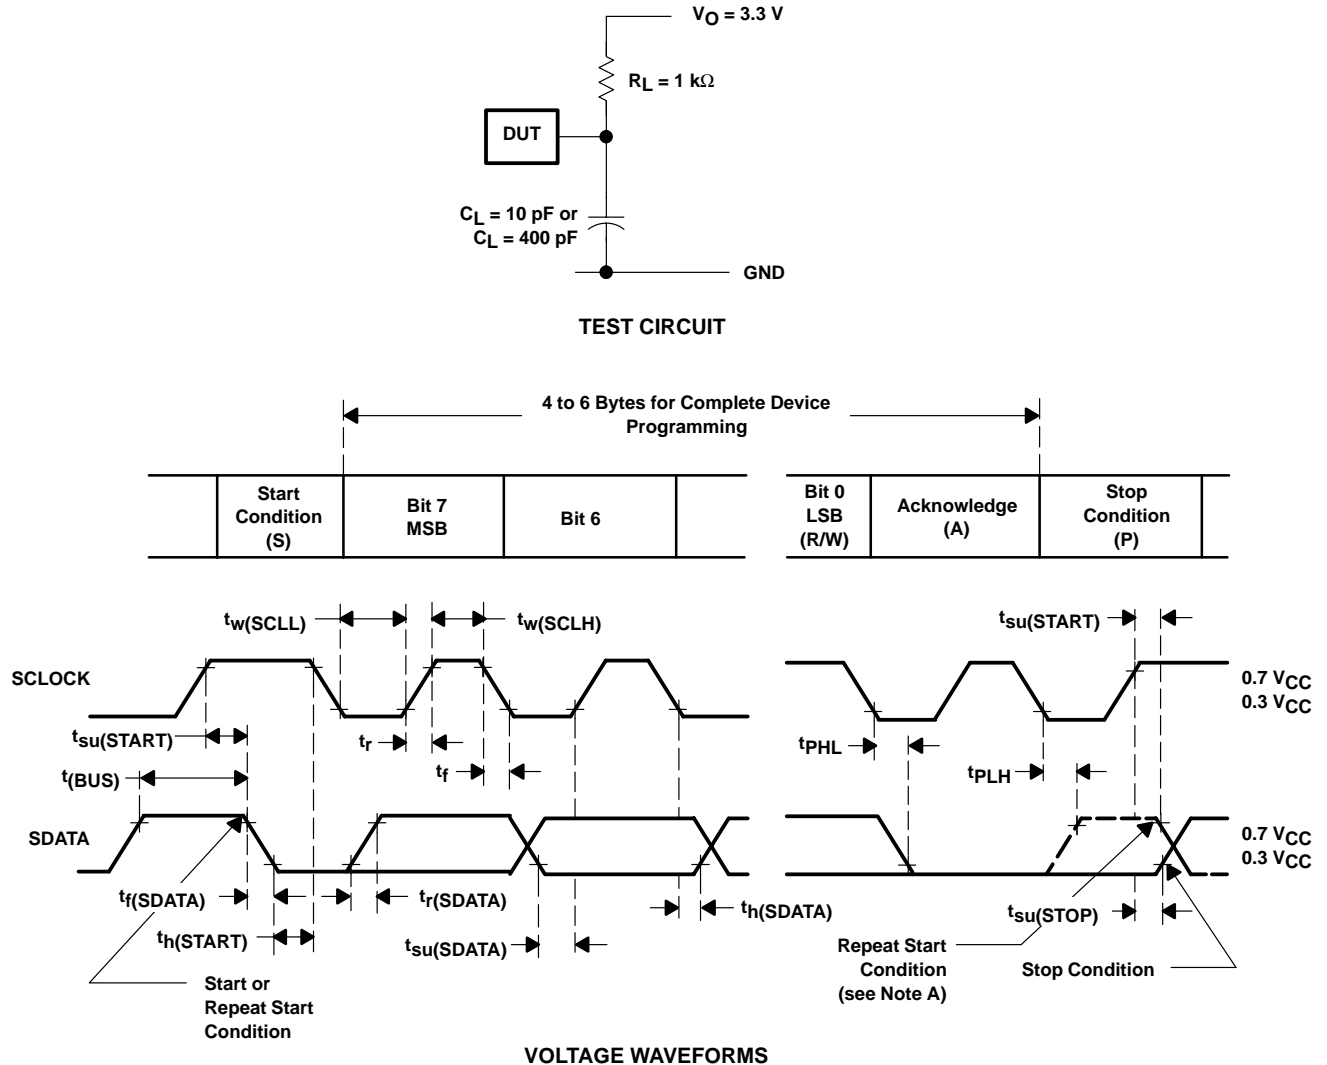 VO = 3.3 V
RL = 1 kΩ
DUT
CL = 10 pF or
CL = 400 pF
GND
TEST CIRCUIT
4 to 6 Bytes for Complete Device
Programming
Start
Condition
(S)
Bit 7
MSB
Bit 6
Bit 0
LSB
(R/W)
Acknowledge
(A)
Stop
Condition
(P)
tw(SCLL)
tw(SCLH)
tsu(START)
SCLOCK
0.7 VCC
0.3 VCC
tsu(START)
tr
tPHL
t(BUS)
tf
tPLH
SDATA
0.7 VCC
0.3 VCC
tf(SDATA)
tr(SDATA)
th(SDATA)
tsu(STOP)
th(START)
tsu(SDATA)
Repeat Start
Condition
(see Note A)
Stop Condition
Start or
Repeat Start
Condition
VOLTAGE WAVEFORMS